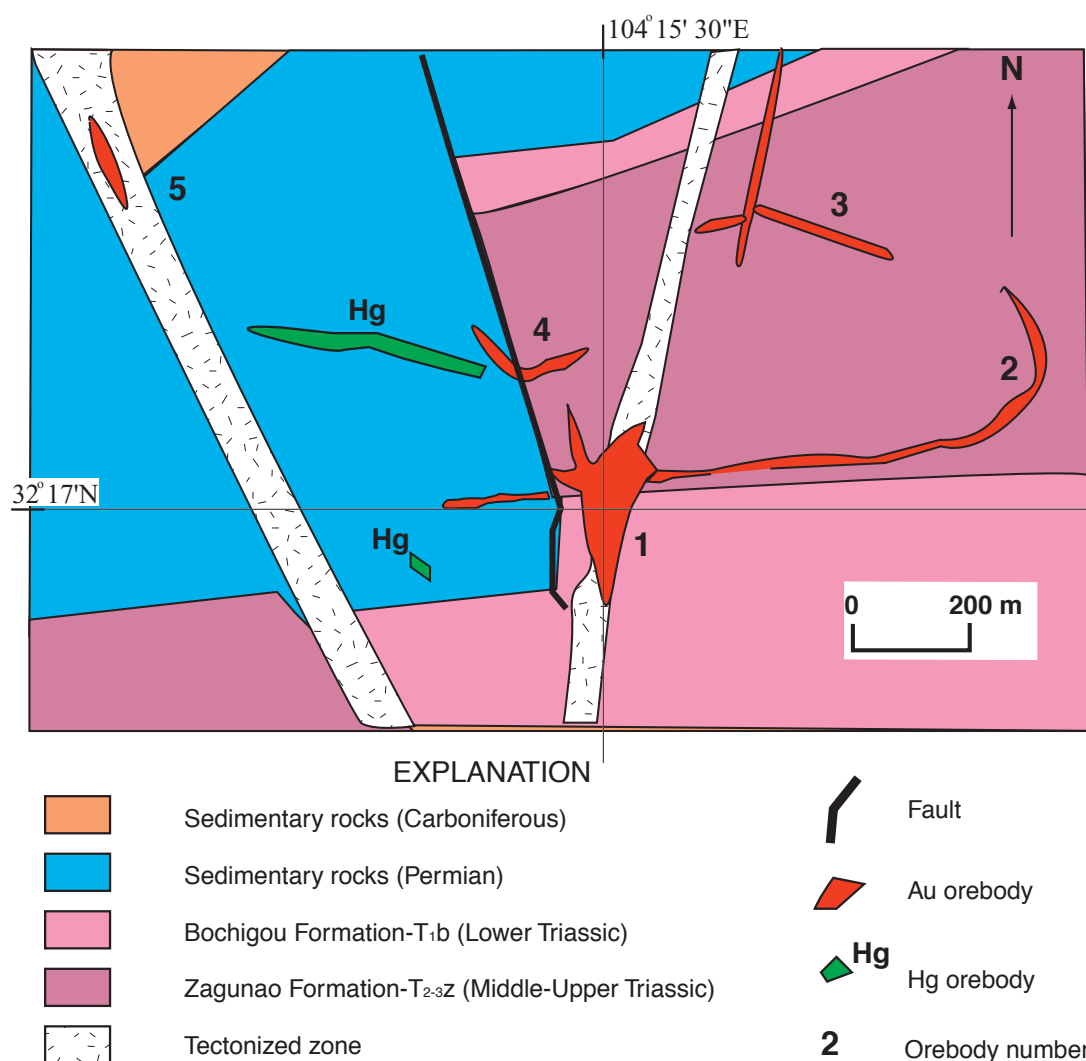 104° 15' 30"E
N
5
3
Hg
4
2
32° 17'N
Hg
1
0 200 m
EXPLANATION
Sedimentary rocks (Carboniferous)
Sedimentary rocks (Permian)
Bochigou Formation-T₁b (Lower Triassic)
Zagunao Formation-T₂₋₃z (Middle-Upper Triassic)
Tectonized zone
Fault
Au orebody
Hg
Hg orebody
2 Orebody number